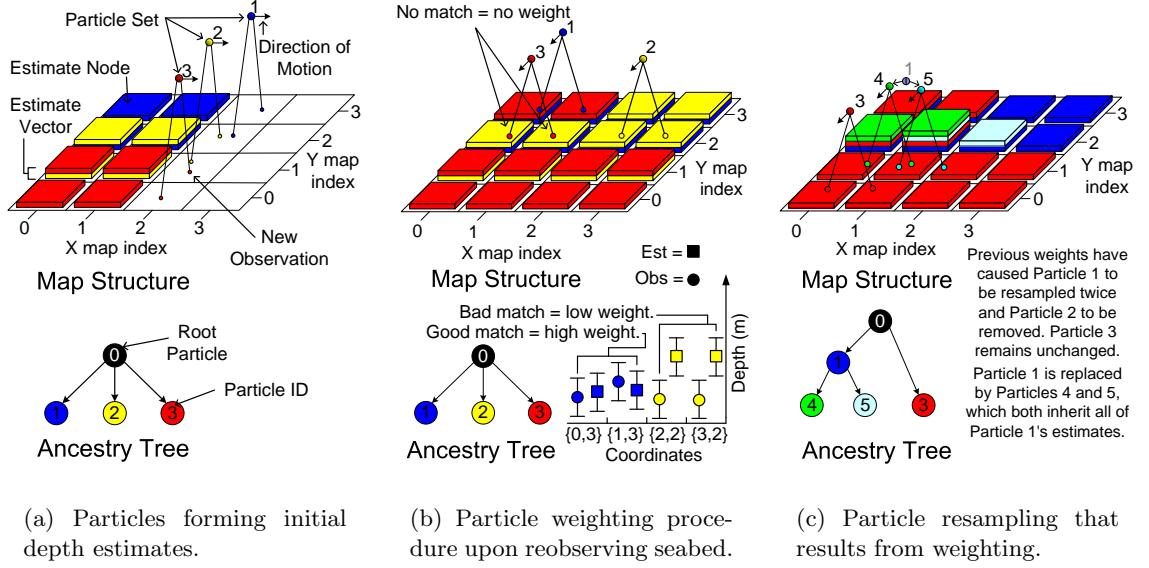 Particle Set
1
2
3
Direction of
Motion
Estimate Node
Estimate
Vector
3
2
1
0
Y map
index
0
1
2
3
X map index
New
Observation
Map Structure
Root
Particle
0
Particle ID
1
2
3
Ancestry Tree
(a) Particles forming initial
depth estimates.
No match = no weight
1
2
3
3
2
1
0
Y map
index
0
1
2
3
X map index
Map Structure
Est =
Obs =
Bad match = low weight.
Good match = high weight.
Depth (m)
0
1
2
3
{0,3} {1,3} {2,2} {3,2}
Coordinates
Ancestry Tree
(b) Particle weighting proce-
dure upon reobserving seabed.
1
4
5
3
3
2
1
0
Y map
index
0
1
2
3
X map index
Map Structure
Previous weights have
caused Particle 1 to
be resampled twice
and Particle 2 to be
removed. Particle 3
remains unchanged.
Particle 1 is replaced
by Particles 4 and 5,
which both inherit all of
Particle 1's estimates.
0
1
4
5
3
Ancestry Tree
(c) Particle resampling that
results from weighting.